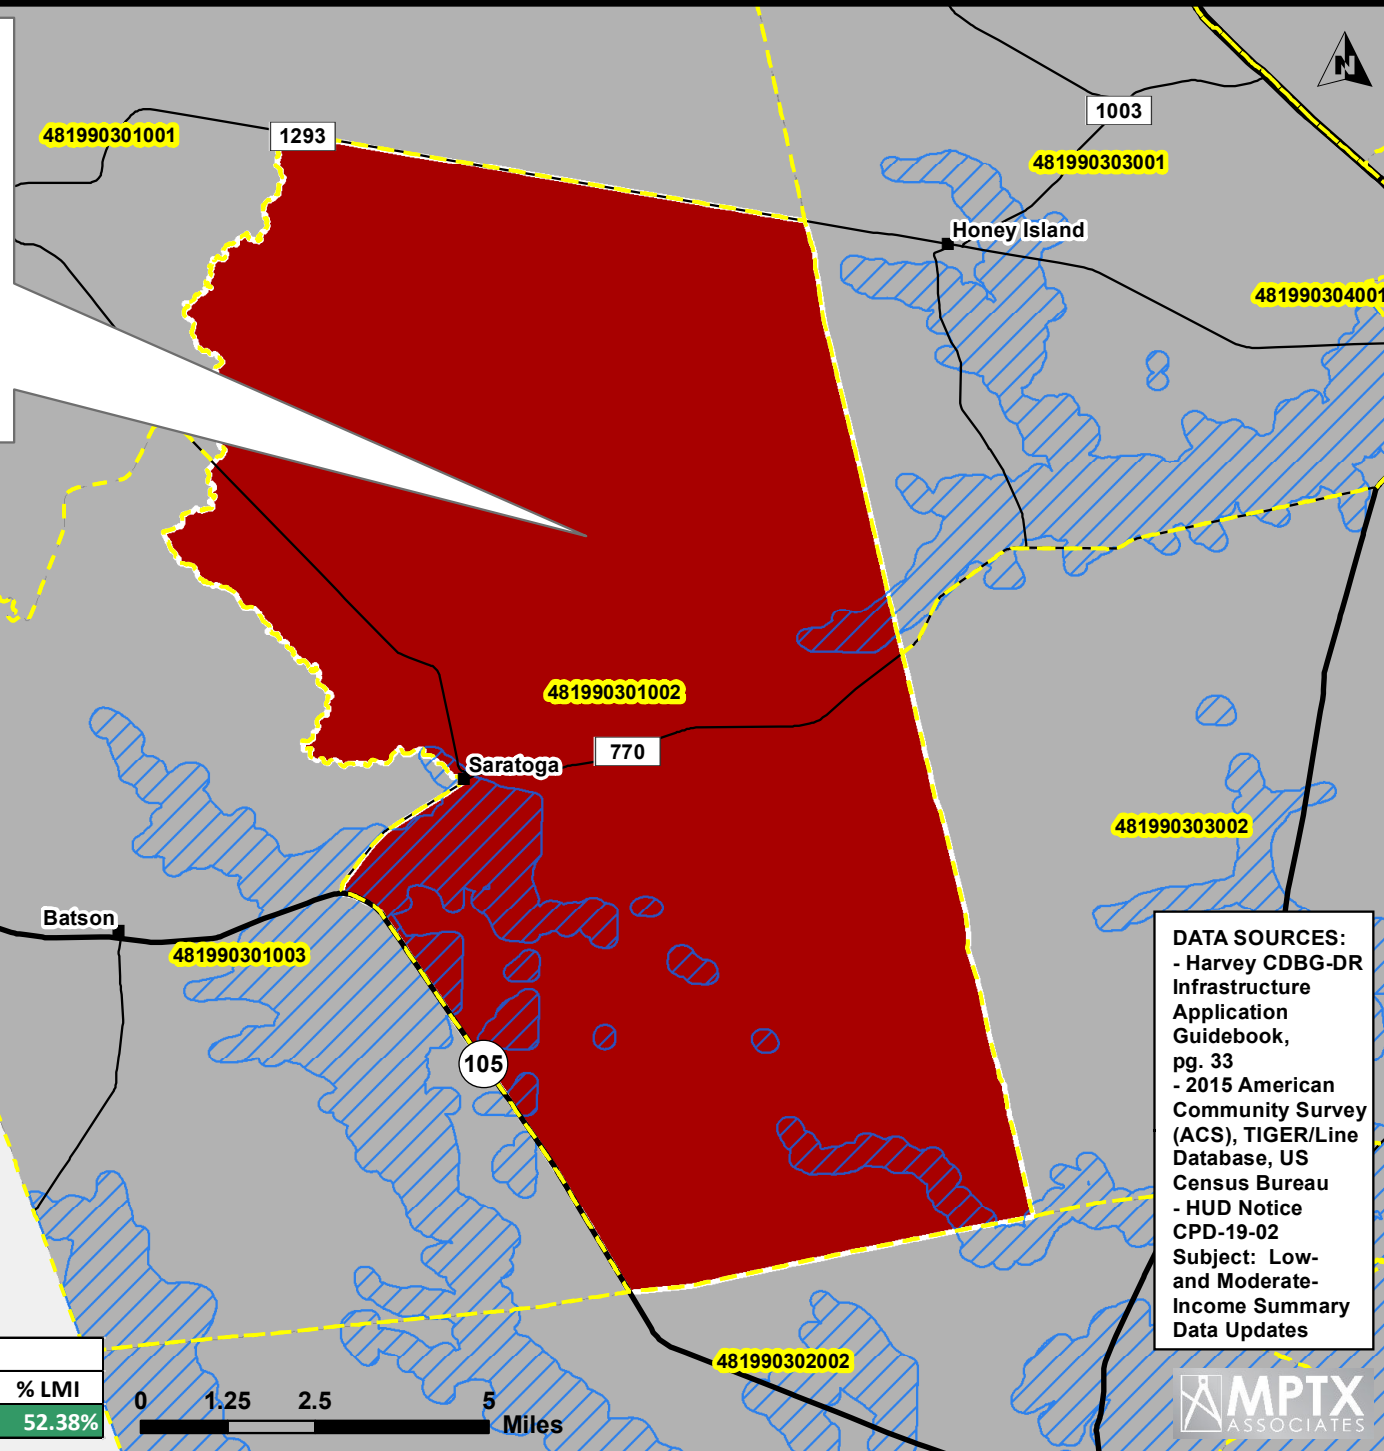 N
1003
1293
481990301001
481990303001
Honey Island
481990304001
481990301002
770
Saratoga
481990303002
Batson
481990301003
105
DATA SOURCES:
- Harvey CDBG-DR
Infrastructure
Application
Guidebook,
pg. 33
- 2015 American
Community Survey
(ACS), TIGER/Line
Database, US
Census Bureau
- HUD Notice
CPD-19-02
Subject:  Low-
and Moderate-
Income Summary
Data Updates
481990302002
% LMI
52.38%
0 1.25 2.5 5
Miles
MPTX
ASSOCIATES